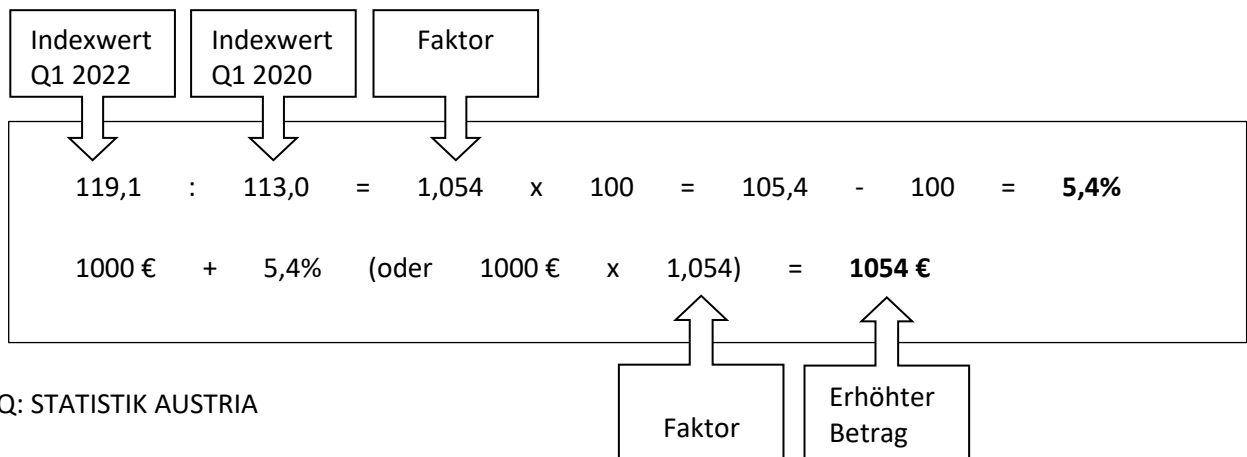 Indexwert
Q1 2022
Indexwert
Q1 2020
Faktor
119,1 : 113,0 = 1,054 x 100 = 105,4 - 100 = 5,4%
1000 € + 5,4% (oder 1000 € x 1,054) = 1054 €
Q: STATISTIK AUSTRIA
Faktor
Erhöhter
Betrag